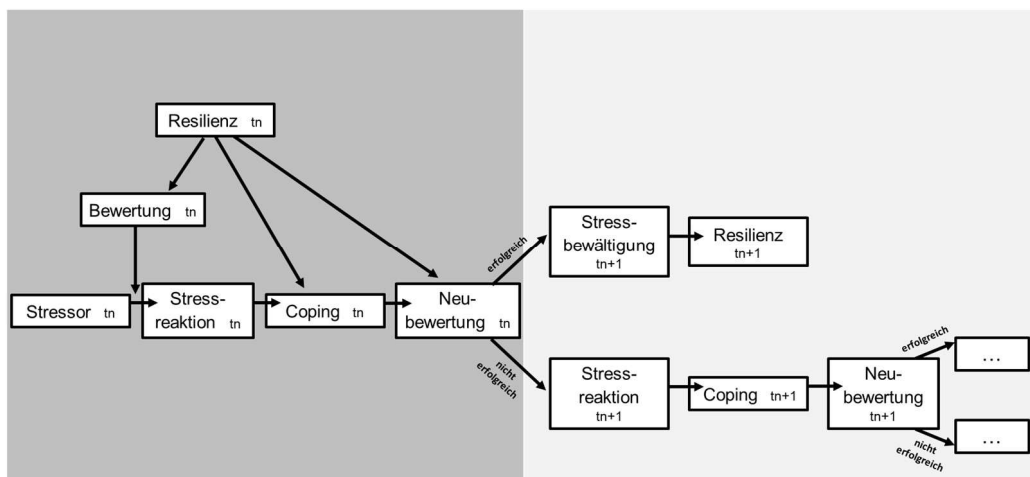 Resilienz tn
Bewertung tn
Stressor tn
Stress-
reaktion tn
Coping tn
Neu-
bewertung tn
erfolgreich
nicht
erfolgreich
Stress-
bewältigung
tn+1
Resilienz
tn+1
Stress-
reaktion
tn+1
Coping tn+1
Neu-
bewertung
tn+1
erfolgreich
...
nicht
erfolgreich
...